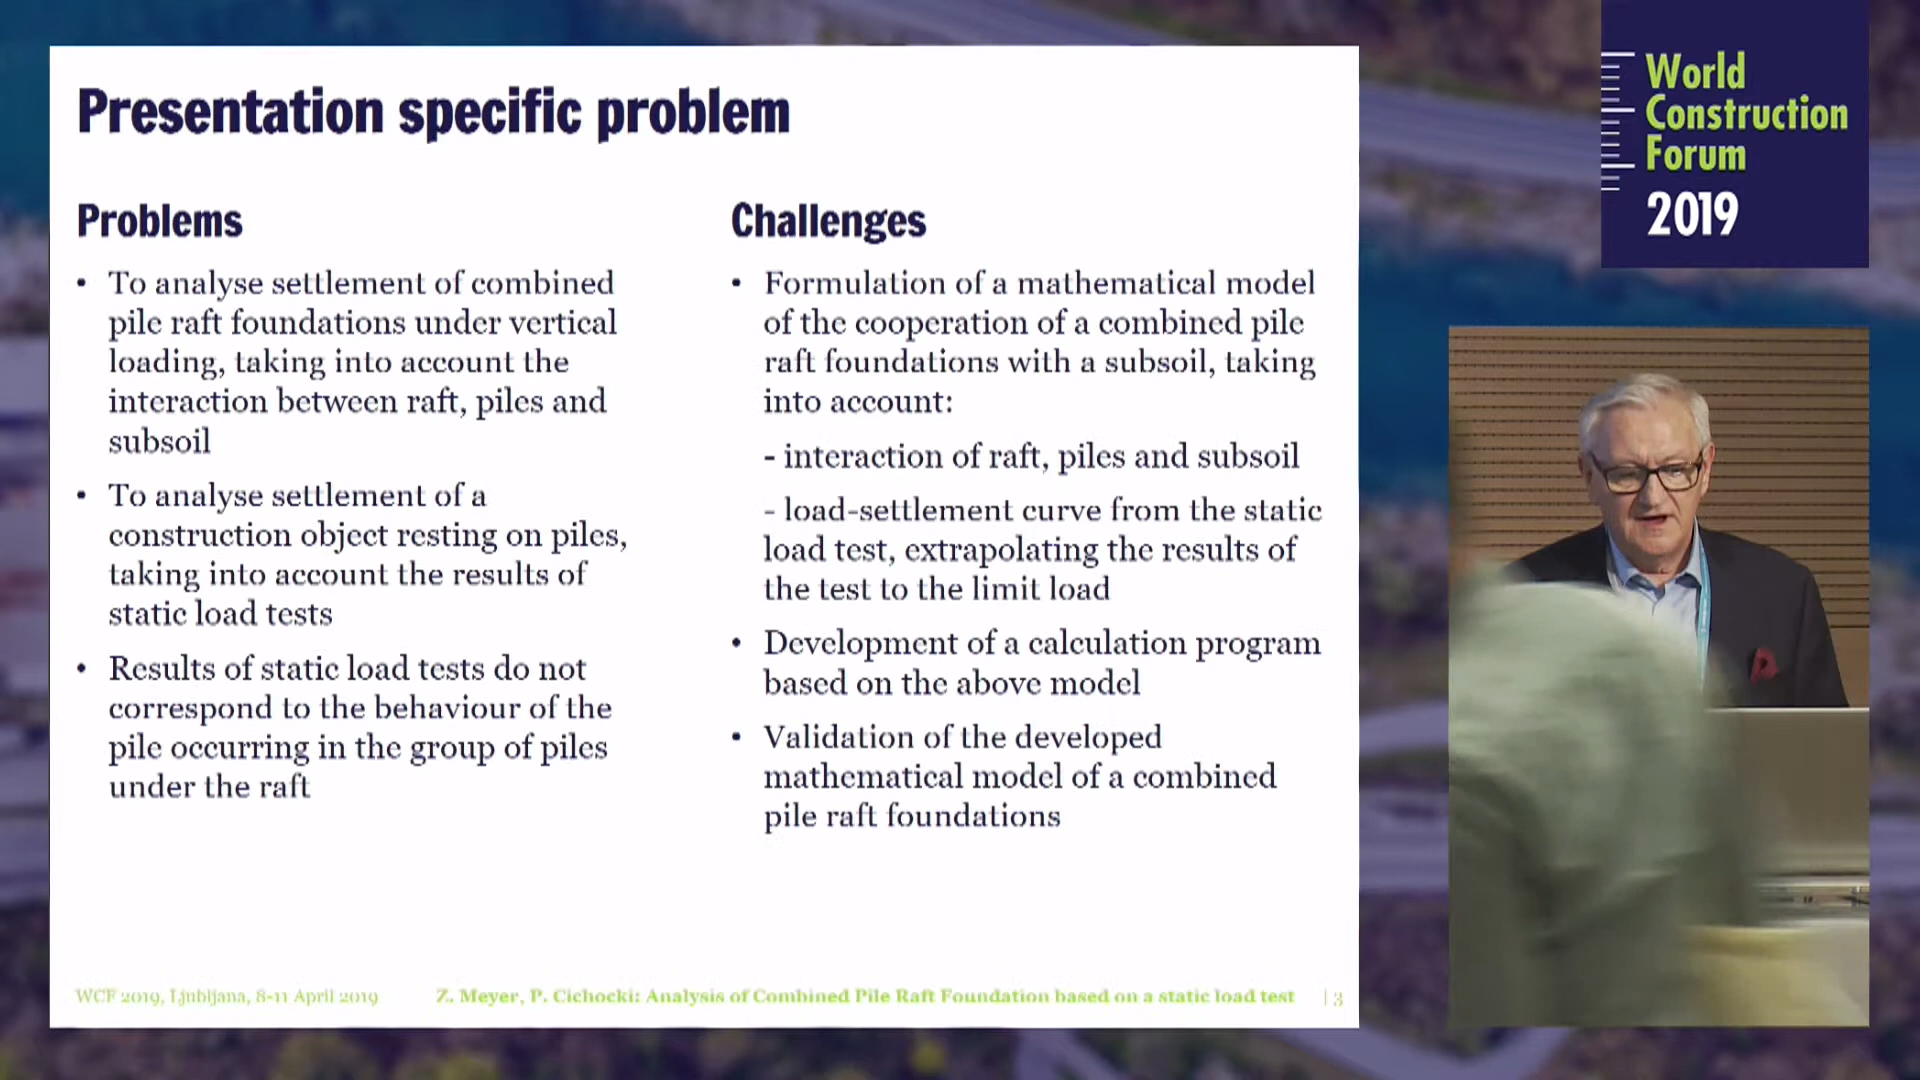 Presentation specific problem
Problems
• To analyse settlement of combined
pile raft foundations under vertical
loading, taking into account the
interaction between raft, piles and
subsoil
• To analyse settlement of a
construction object resting on piles,
taking into account the results of
static load tests
• Results of static load tests do not
correspond to the behaviour of the
pile occurring in the group of piles
under the raft
Challenges
• Formulation of a mathematical model
of the cooperation of a combined pile
raft foundations with a subsoil, taking
into account:
- interaction of raft, piles and subsoil
- load-settlement curve from the static
load test, extrapolating the results of
the test to the limit load
• Development of a calculation program
based on the above model
• Validation of the developed
mathematical model of a combined
pile raft foundations
WCF 2019, Ljubljana, 8-11 April 2019
Z. Meyer, P. Cichocki: Analysis of Combined Pile Raft Foundation based on a static load test
| 3
World
Construction
Forum
2019